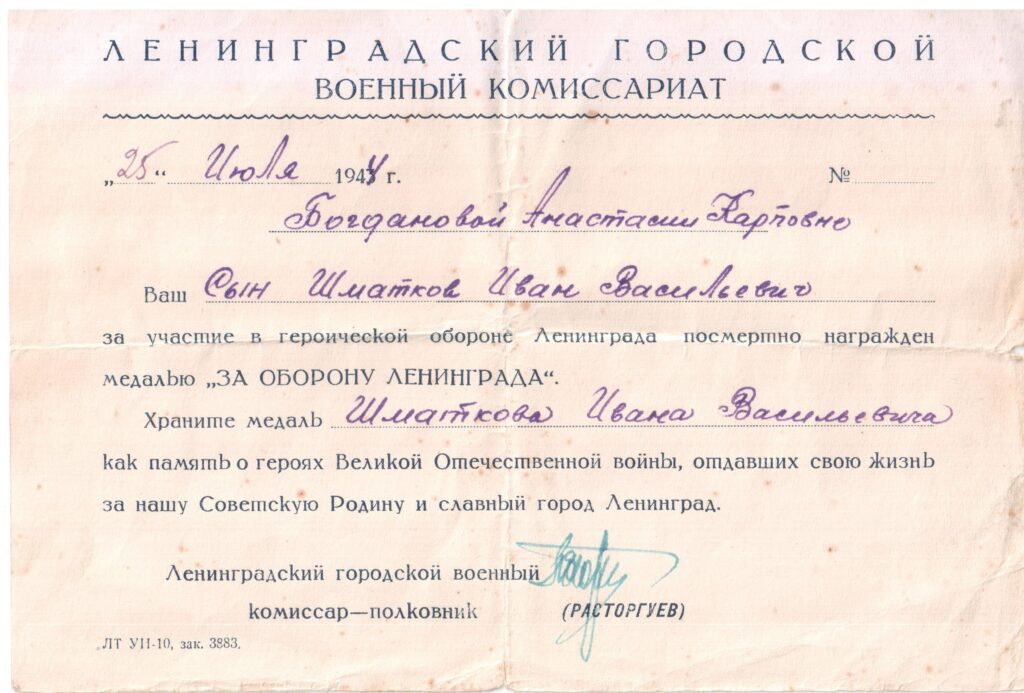 ЛЕНИНГРАДСКИЙ ГОРОДСКОЙ
ВОЕННЫЙ КОМИССАРИАТ
„25“ Июля 1944 г. №
Богдановой Анастасии Карповне
Ваш Сын Шматков Иван Васильевич
за участие в героической обороне Ленинграда посмертно награжден
медалью „ЗА ОБОРОНУ ЛЕНИНГРАДА“.
Храните медаль Шматкова Ивана Васильевича
как память о героях Великой Отечественной войны, отдавших свою жизнь
за нашу Советскую Родину и славный город Ленинград.
Ленинградский городской военный
комиссар—полковник (РАСТОРГУЕВ)
ЛТ УП-10, зак. 3883.